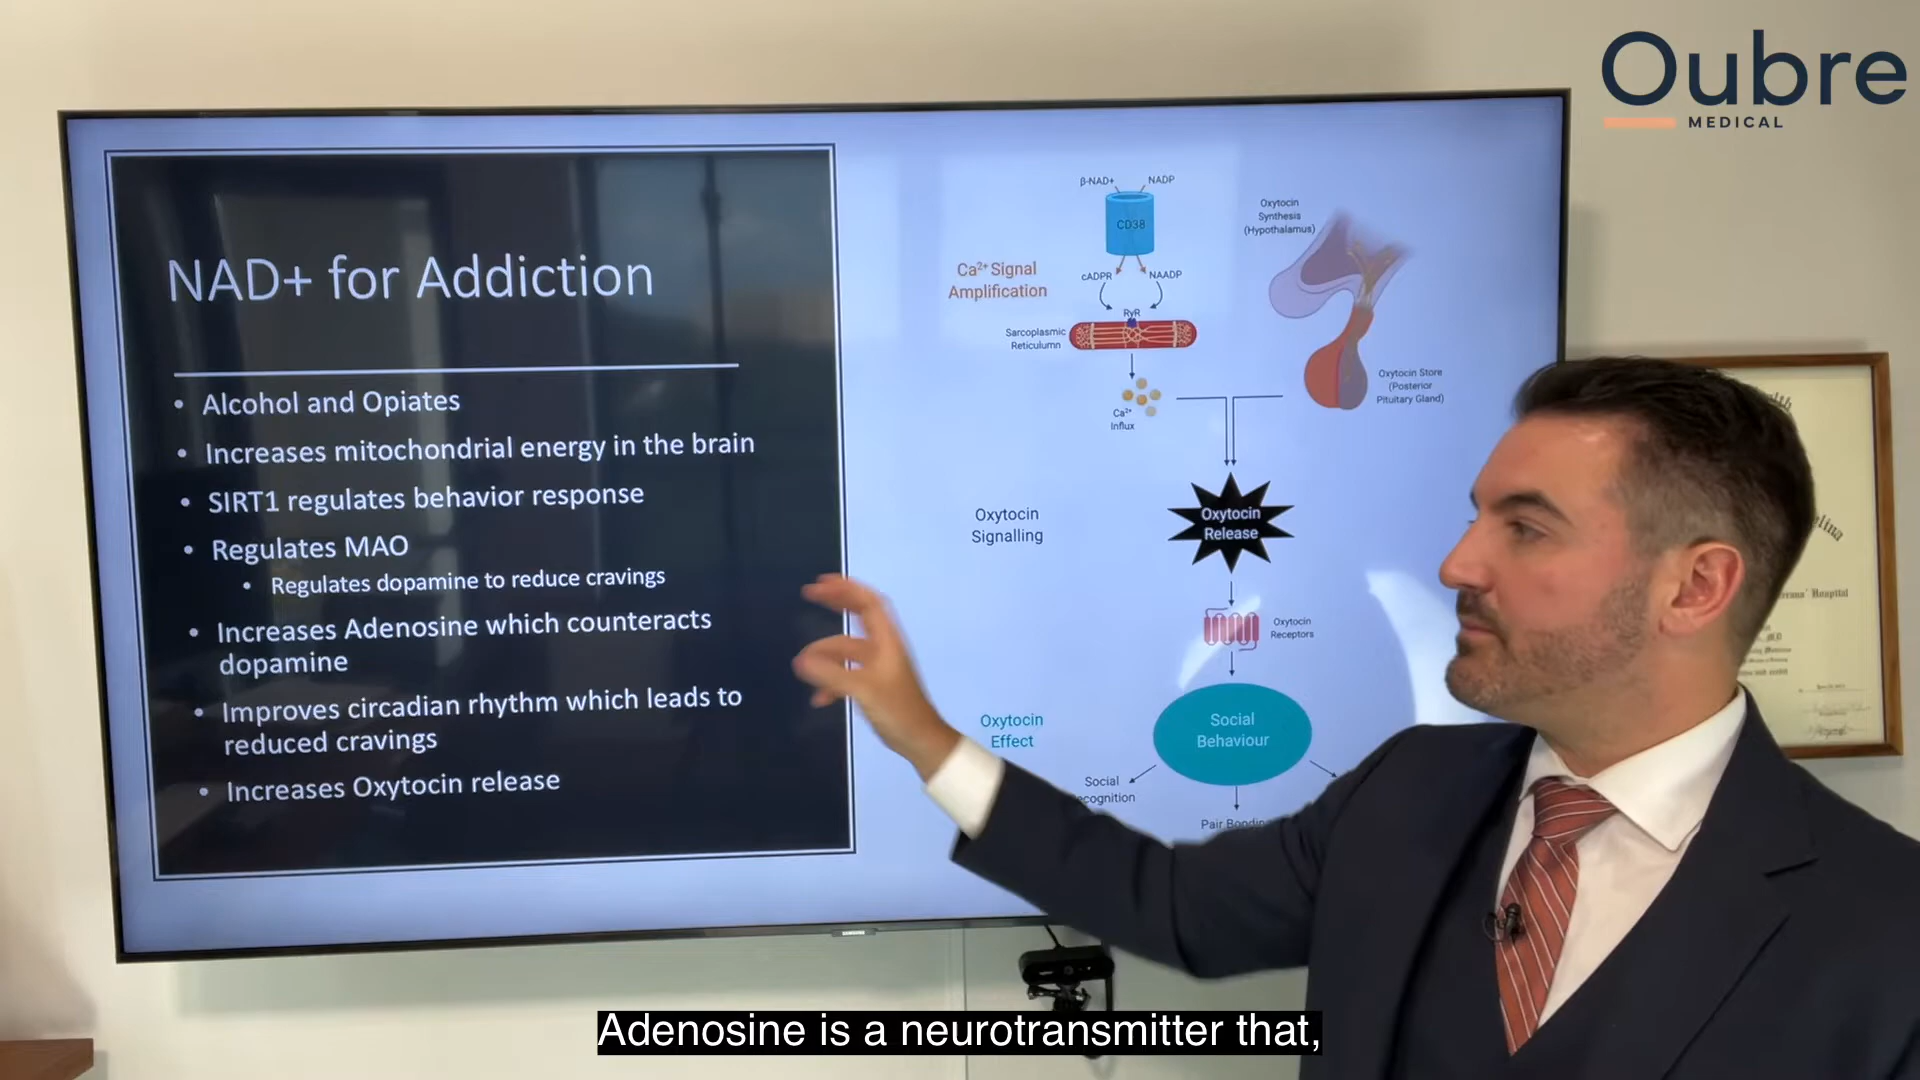 Oubre
MEDICAL
NAD+ for Addiction
• Alcohol and Opiates
• Increases mitochondrial energy in the brain
• SIRT1 regulates behavior response
• Regulates MAO
• Regulates dopamine to reduce cravings
• Increases Adenosine which counteracts
dopamine
• Improves circadian rhythm which leads to
reduced cravings
• Increases Oxytocin release
β-NAD+ NADP
CD38
Ca²⁺ Signal
Amplification
cADPR NAADP
RyR
Sarcoplasmic
Reticulumn
Ca²⁺
Influx
Oxytocin
Synthesis
(Hypothalamus)
Oxytocin Store
(Posterior
Pituitary Gland)
Oxytocin
Signalling
Oxytocin
Release
Oxytocin
Receptors
Oxytocin
Effect
Social
Behaviour
Social
ecognition
Pair Bonding
Adenosine is a neurotransmitter that,